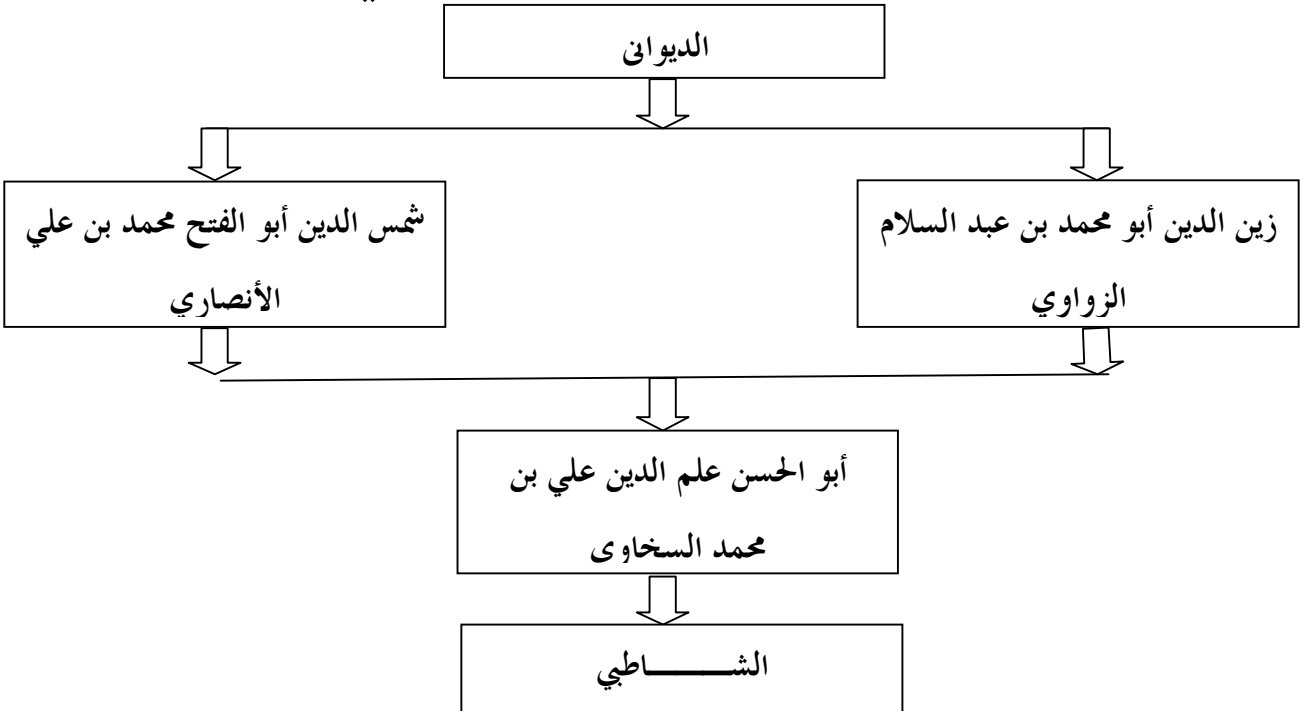 الديوانى
زين الدين أبو محمد بن عبد السلام
الزواوي
شمس الدين أبو الفتح محمد بن علي
الأنصاري
أبو الحسن علم الدين علي بن
محمد السخاوى
الشـــــــاطبي